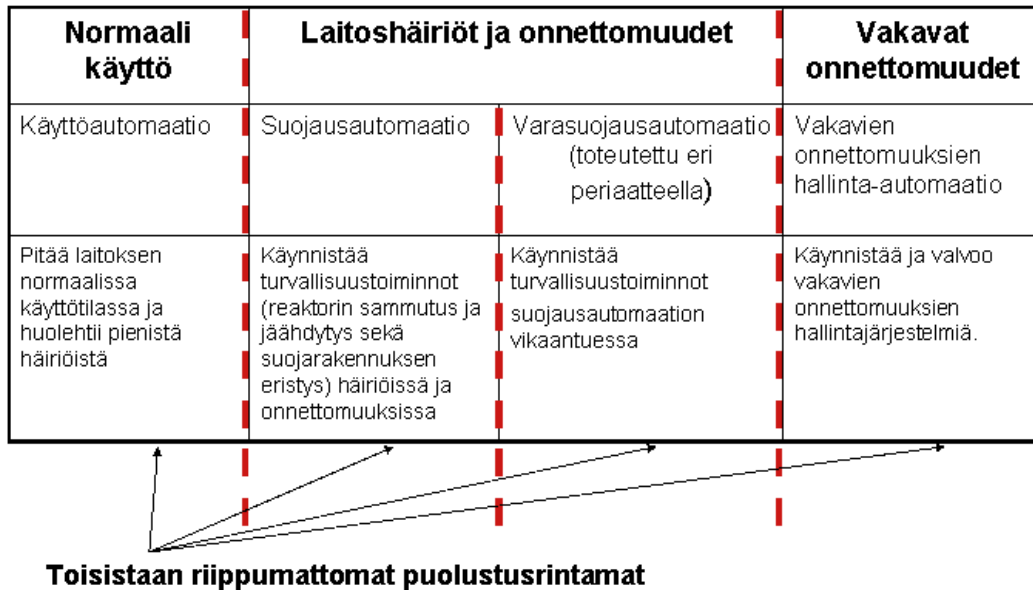 Normaali
käyttö
Laitoshäiriöt ja onnettomuudet
Vakavat
onnettomuudet
Käyttöautomaatio
Suojausautomaatio
Varasuojausautomaatio
(toteutettu eri
periaatteella)
Vakavien
onnettomuuksien
hallinta-automaatio
Pitää laitoksen
normaalissa
käyttötilassa ja
huolehtii pienistä
häiriöistä
Käynnistää
turvallisuustoiminnot
(reaktorin sammutus ja
jäähdytys sekä
suojarakennuksen
eristys) häiriöissä ja
onnettomuuksissa
Käynnistää
turvallisuustoiminnot
suojausautomaation
vikaantuessa
Käynnistää ja valvoo
vakavien
onnettomuuksien
hallintajärjestelmiä.
Toisistaan riippumattomat puolustusrintamat